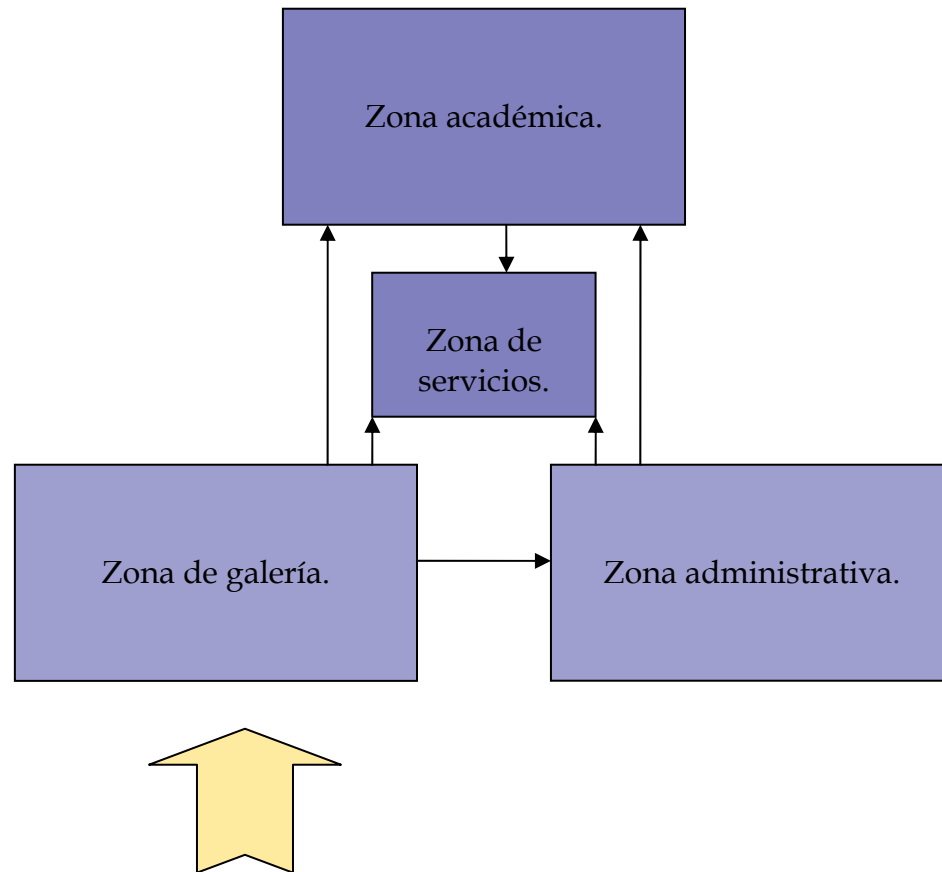 Zona académica.
Zona de
servicios.
Zona de galería.
Zona administrativa.